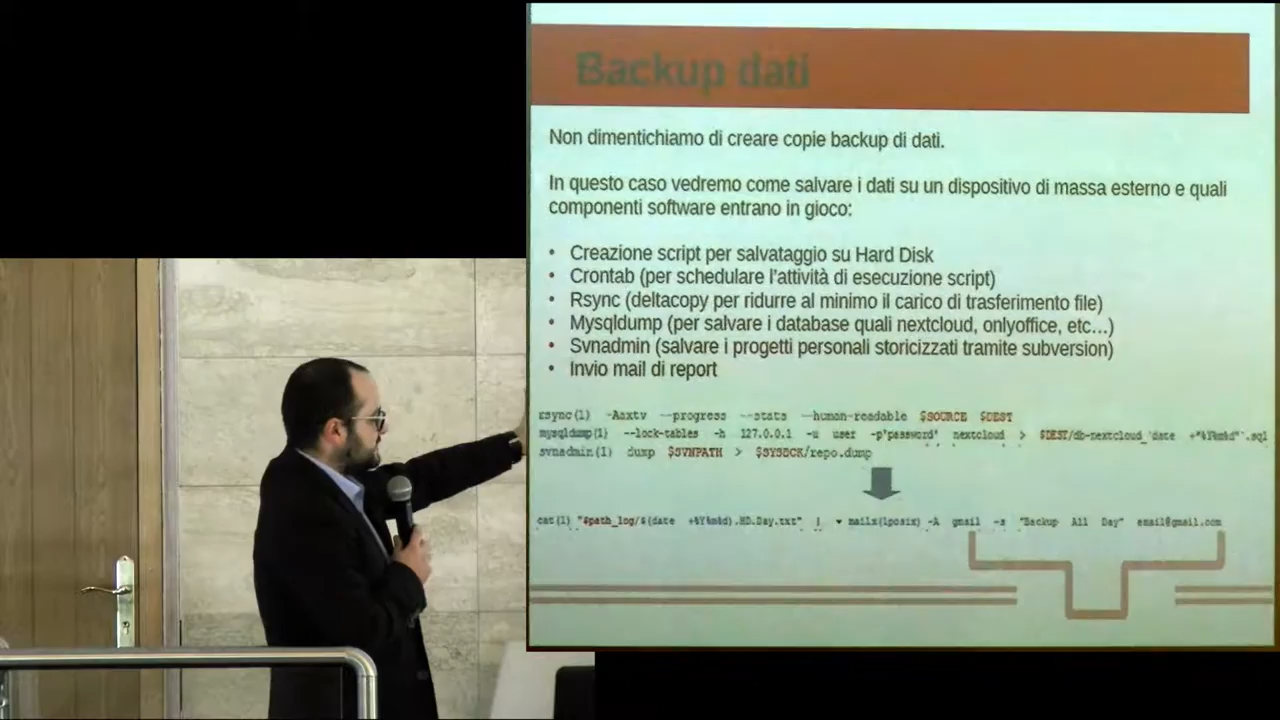 Backup dati
Non dimentichiamo di creare copie backup di dati.
In questo caso vedremo come salvare i dati su un dispositivo di massa esterno e quali
componenti software entrano in gioco:
• Creazione script per salvataggio su Hard Disk
• Crontab (per schedulare l'attività di esecuzione script)
• Rsync (deltacopy per ridurre al minimo il carico di trasferimento file)
• Mysqldump (per salvare i database quali nextcloud, onlyoffice, etc...)
• Svnadmin (salvare i progetti personali storicizzati tramite subversion)
• Invio mail di report
rsync(1) -Aaxtv --progress --stats --human-readable $SOURCE $DEST
mysqldump(1) --lock-tables -h 127.0.0.1 -u user -p"password" nextcloud > $DEST/db-nextcloud_`date +"%Y%m%d"`.sql
svnadmin(1) dump $SVNPATH > $SYSBCK/repo.dump
cat(1) "$path_log/$(date +%Y%m%d).HD.Day.txt" | mailx(1posix) -A gmail -s "Backup All Day" email@gmail.com